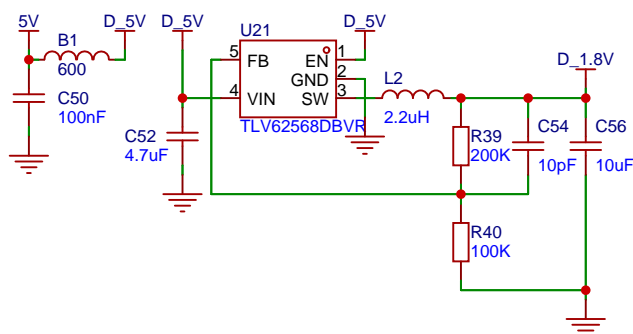 5V
D_5V
B1
600
C50
100nF
D_5V
C52
4.7uF
U21
D_5V
5
FB
EN
1
GND
2
4
VIN
SW
3
TLV62568DBVR
L2
2.2uH
D_1.8V
R39
200K
C54
10pF
C56
10uF
R40
100K